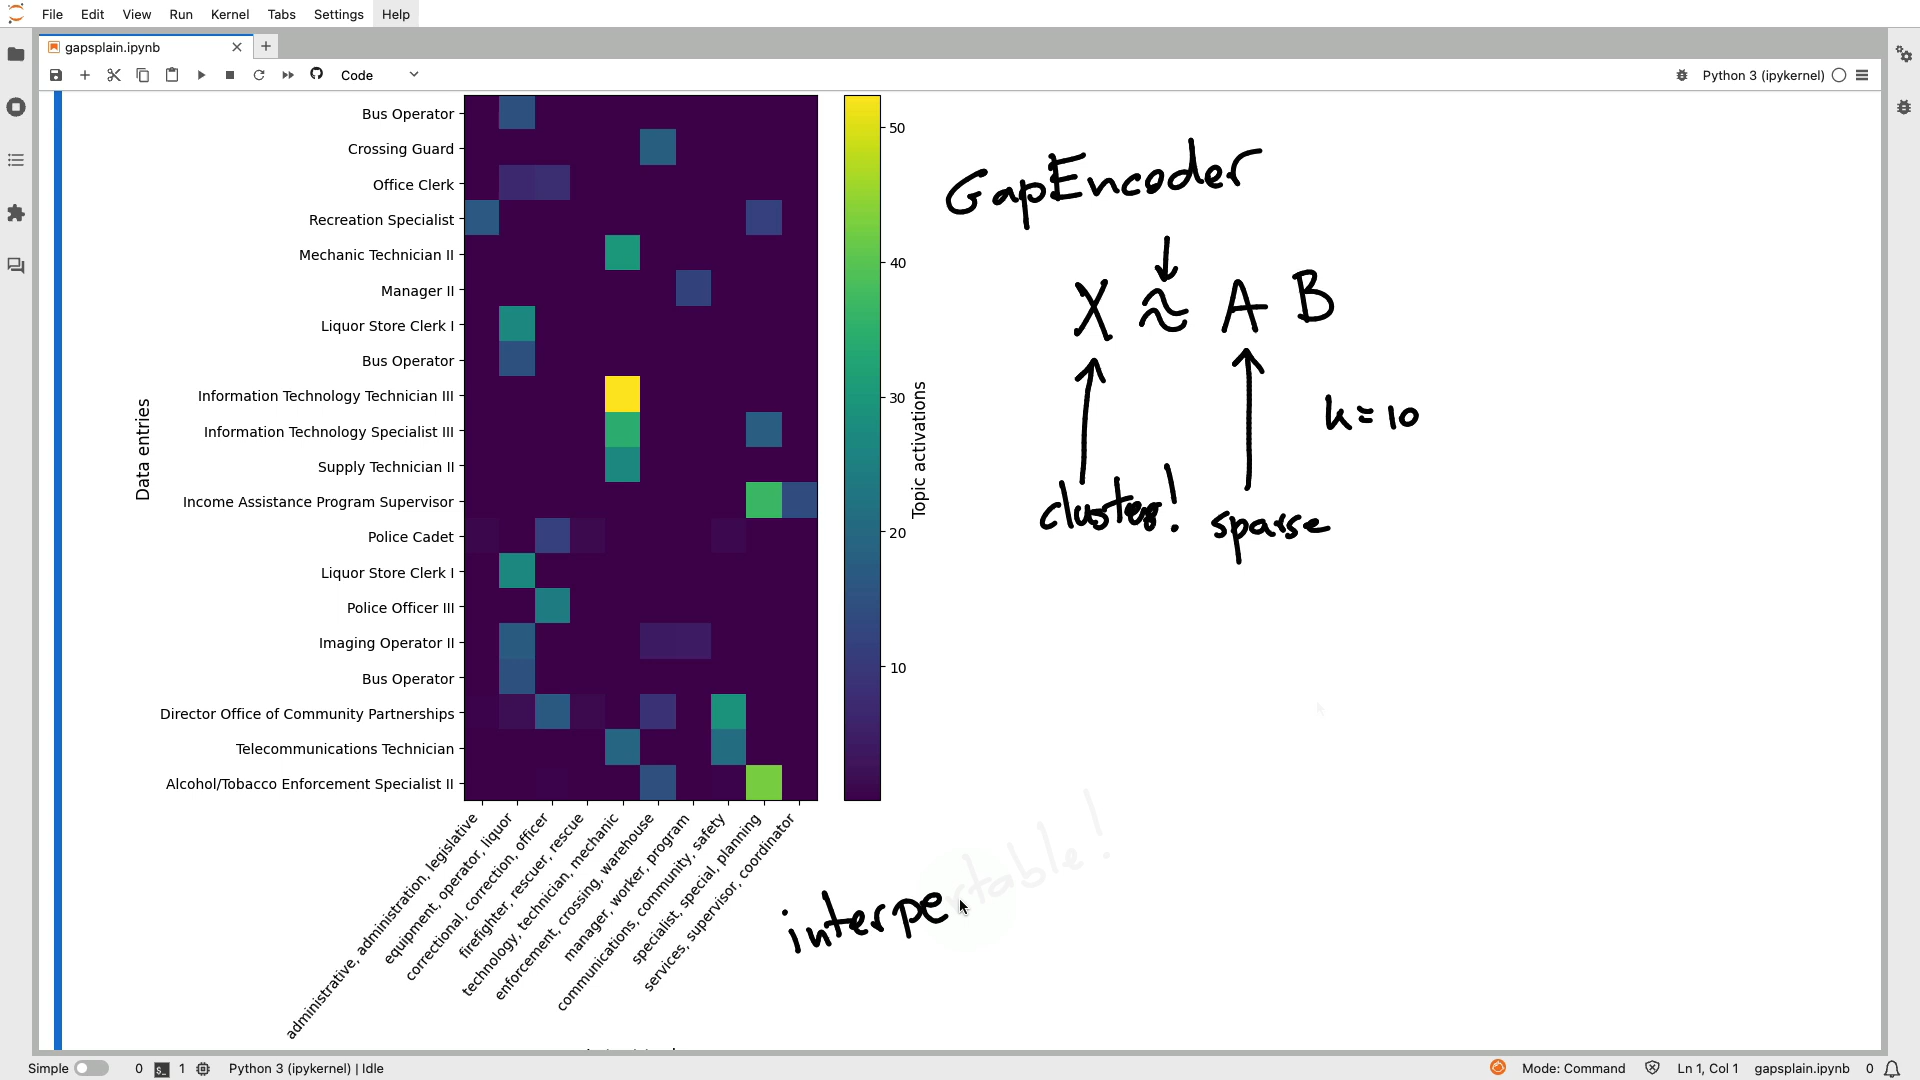 File Edit View Run Kernel Tabs Settings Help
gapsplain.ipynb
Code
Python 3 (ipykernel)
Bus Operator
Crossing Guard
Office Clerk
Recreation Specialist
Mechanic Technician II
Manager II
Liquor Store Clerk I
Bus Operator
Information Technology Technician III
Information Technology Specialist III
Supply Technician II
Income Assistance Program Supervisor
Police Cadet
Liquor Store Clerk I
Police Officer III
Imaging Operator II
Bus Operator
Director Office of Community Partnerships
Telecommunications Technician
Alcohol/Tobacco Enforcement Specialist II
Data entries
administrative, administration, legislative
equipment, operator, liquor
correctional, correction, officer
firefighter, rescuer, rescue
technology, technician, mechanic
enforcement, crossing, warehouse
manager, worker, program
communications, community, safety
specialist, special, planning
services, supervisor, coordinator
50
40
30
20
10
Topic activations
GapEncoder
X ≈ A B
k = 10
cluster!
sparse
interpetable!
Simple 0 1 Python 3 (ipykernel) | Idle
Mode: Command Ln 1, Col 1 gapsplain.ipynb 0